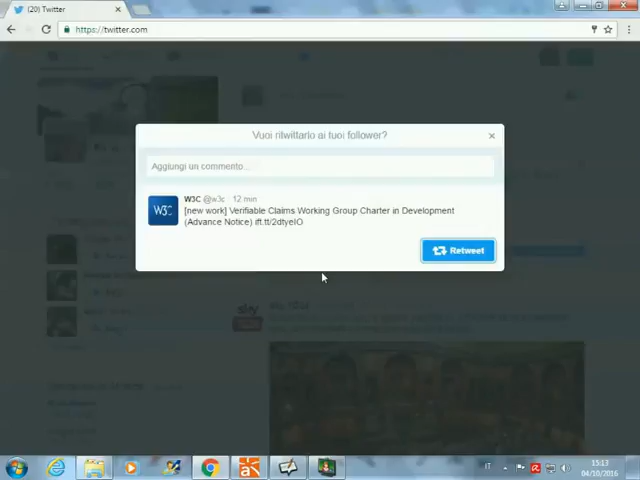 (20) Twitter
https://twitter.com
Vuoi ritwittarlo ai tuoi follower?
Aggiungi un commento...
W3C @w3c · 12 min
[new work] Verifiable Claims Working Group Charter in Development
(Advance Notice) ift.tt/2dtyeIO
W3C
Retweet
sky
IT
15:13
04/10/2016